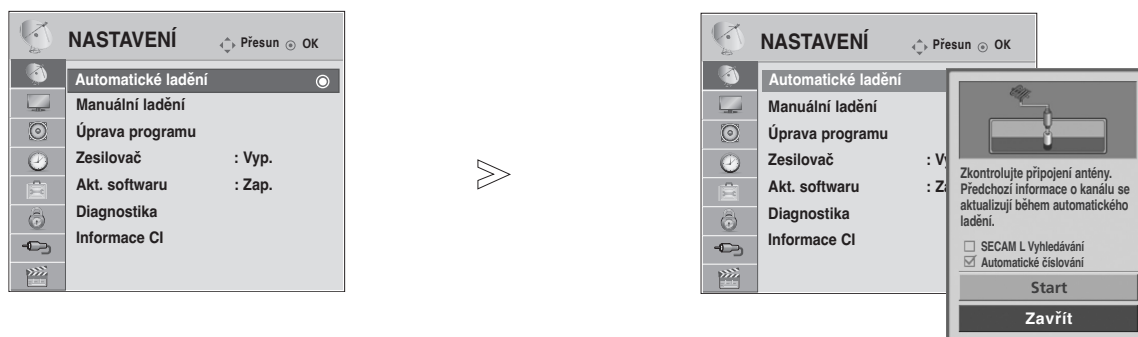 NASTAVENÍ Přesun OK
Automatické ladění
Manuální ladění
Úprava programu
Zesilovač : Vyp.
Akt. softwaru : Zap.
Diagnostika
Informace CI
NASTAVENÍ Přesun OK
Automatické ladění
Manuální ladění
Úprava programu
Zesilovač : Vy
Akt. softwaru : Za
Diagnostika
Informace CI
Zkontrolujte připojení antény.
Předchozí informace o kanálu se
aktualizují během automatického
ladění.
SECAM L Vyhledávání
Automatické číslování
Start
Zavřít